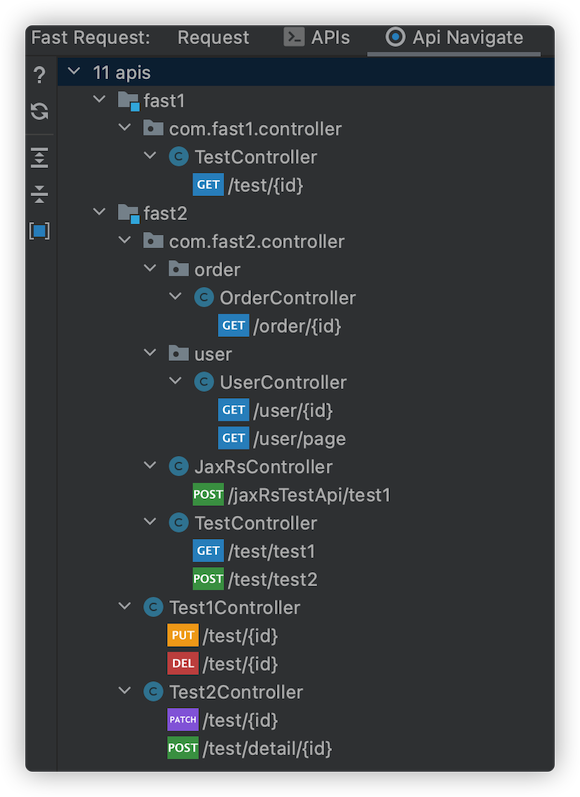 Fast Request: Request APIs Api Navigate
? 11 apis
fast1
com.fast1.controller
C TestController
GET /test/{id}
fast2
com.fast2.controller
order
C OrderController
GET /order/{id}
user
C UserController
GET /user/{id}
GET /user/page
C JaxRsController
POST /jaxRsTestApi/test1
C TestController
GET /test/test1
POST /test/test2
C Test1Controller
PUT /test/{id}
DEL /test/{id}
C Test2Controller
PATCH /test/{id}
POST /test/detail/{id}